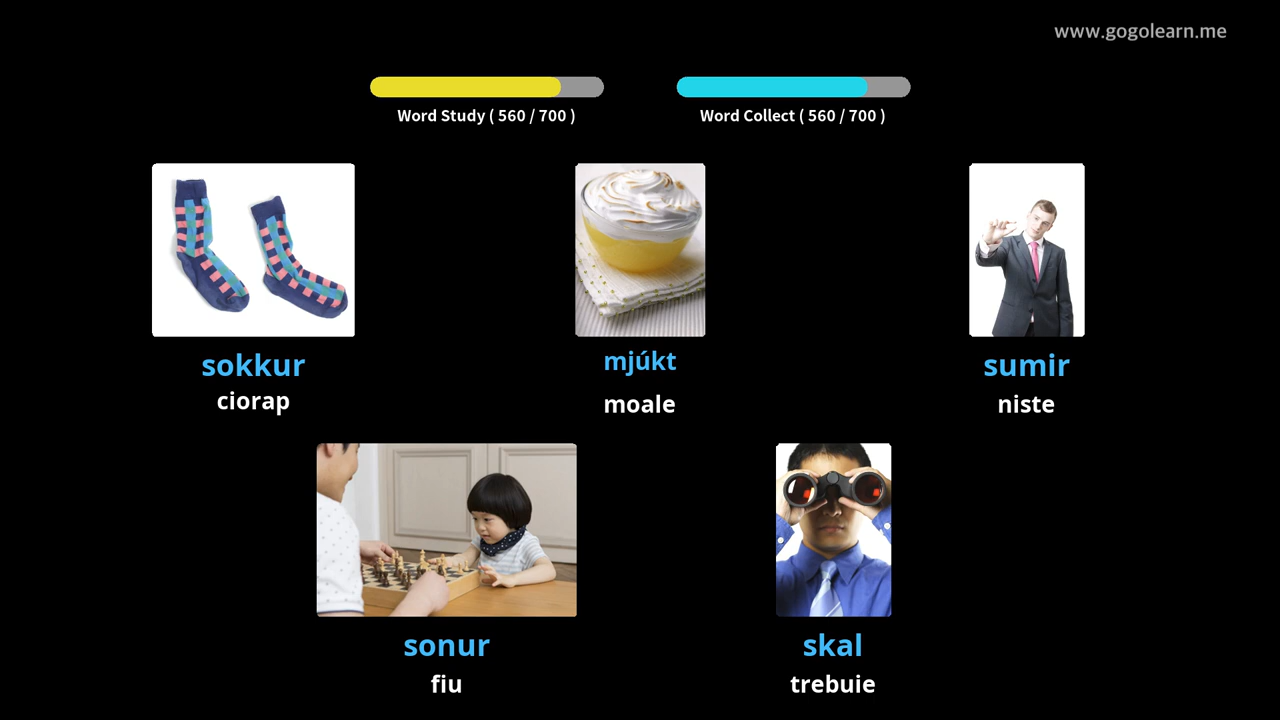 www.gogolearn.me
Word Study ( 560 / 700 )
Word Collect ( 560 / 700 )
sokkur
ciorap
mjúkt
moale
sumir
niste
sonur
fiu
skal
trebuie